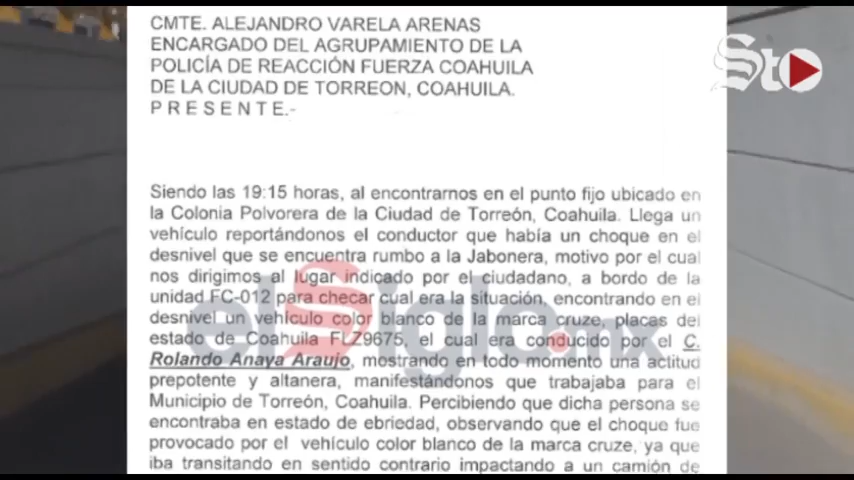 CMTE. ALEJANDRO VARELA ARENAS
ENCARGADO DEL AGRUPAMIENTO DE LA
POLICÍA DE REACCIÓN FUERZA COAHUILA
DE LA CIUDAD DE TORREON, COAHUILA.
P R E S E N T E.-
Sto
Siendo las 19:15 horas, al encontrarnos en el punto fijo ubicado en
la Colonia Polvorera de la Ciudad de Torreón, Coahuila. Llega un
vehículo reportándonos el conductor que había un choque en el
desnivel que se encuentra rumbo a la Jabonera, motivo por el cual
nos dirigimos al lugar indicado por el ciudadano, a bordo de la
unidad FC-012 para checar cual era la situación, encontrando en el
desnivel un vehículo color blanco de la marca cruze, placas del
estado de Coahuila FLZ9675, el cual era conducido por el C.
Rolando Anaya Araujo, mostrando en todo momento una actitud
prepotente y altanera, manifestándonos que trabajaba para el
Municipio de Torreón, Coahuila. Percibiendo que dicha persona se
encontraba en estado de ebriedad, observando que el choque fue
provocado por el vehículo color blanco de la marca cruze, ya que
iba transitando en sentido contrario impactando a un camión de
elSiglo.mx